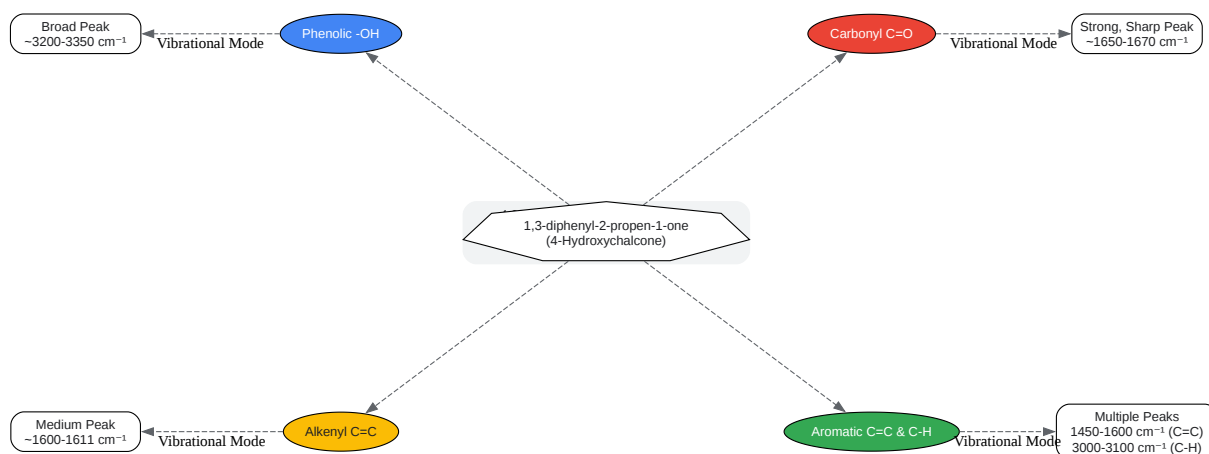 Broad Peak
~3200-3350 cm⁻¹
Vibrational Mode
Phenolic -OH
Carbonyl C=O
Vibrational Mode
Strong, Sharp Peak
~1650-1670 cm⁻¹
1,3-diphenyl-2-propen-1-one
(4-Hydroxychalcone)
Medium Peak
~1600-1611 cm⁻¹
Vibrational Mode
Alkenyl C=C
Aromatic C=C & C-H
Vibrational Mode
Multiple Peaks
1450-1600 cm⁻¹ (C=C)
3000-3100 cm⁻¹ (C-H)